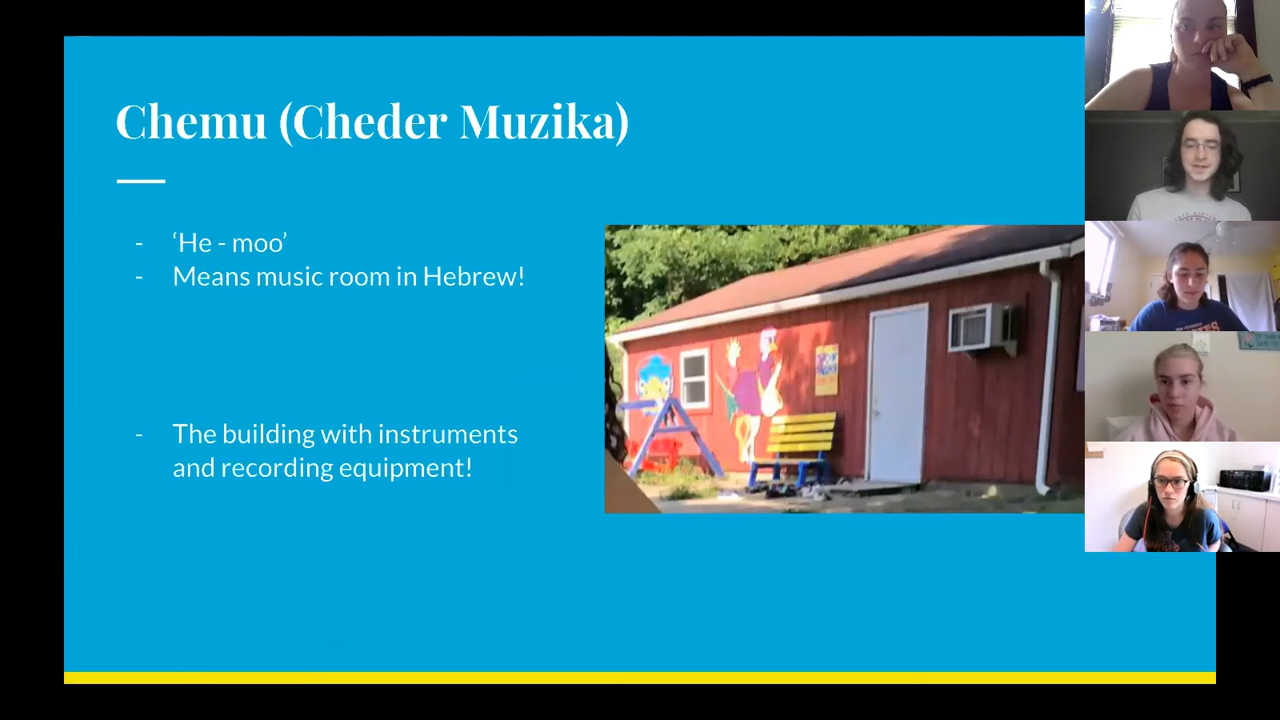 Chemu (Cheder Muzika)
- ‘He - moo’
- Means music room in Hebrew!
- The building with instruments
and recording equipment!